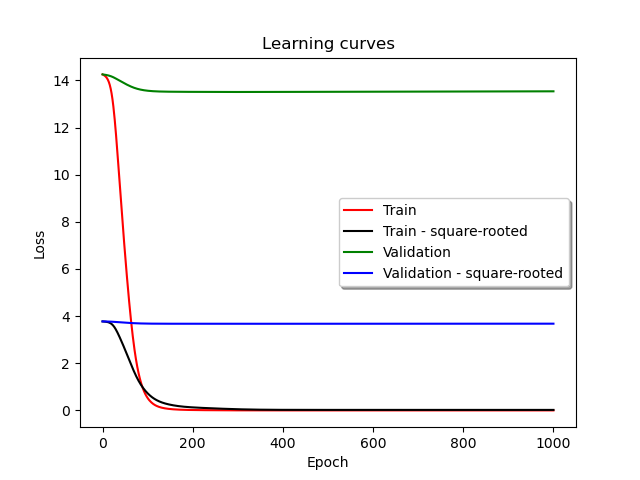 Learning curves
Loss
14
12
10
8
6
4
2
0
Train
Train - square-rooted
Validation
Validation - square-rooted
0 200 400 600 800 1000
Epoch